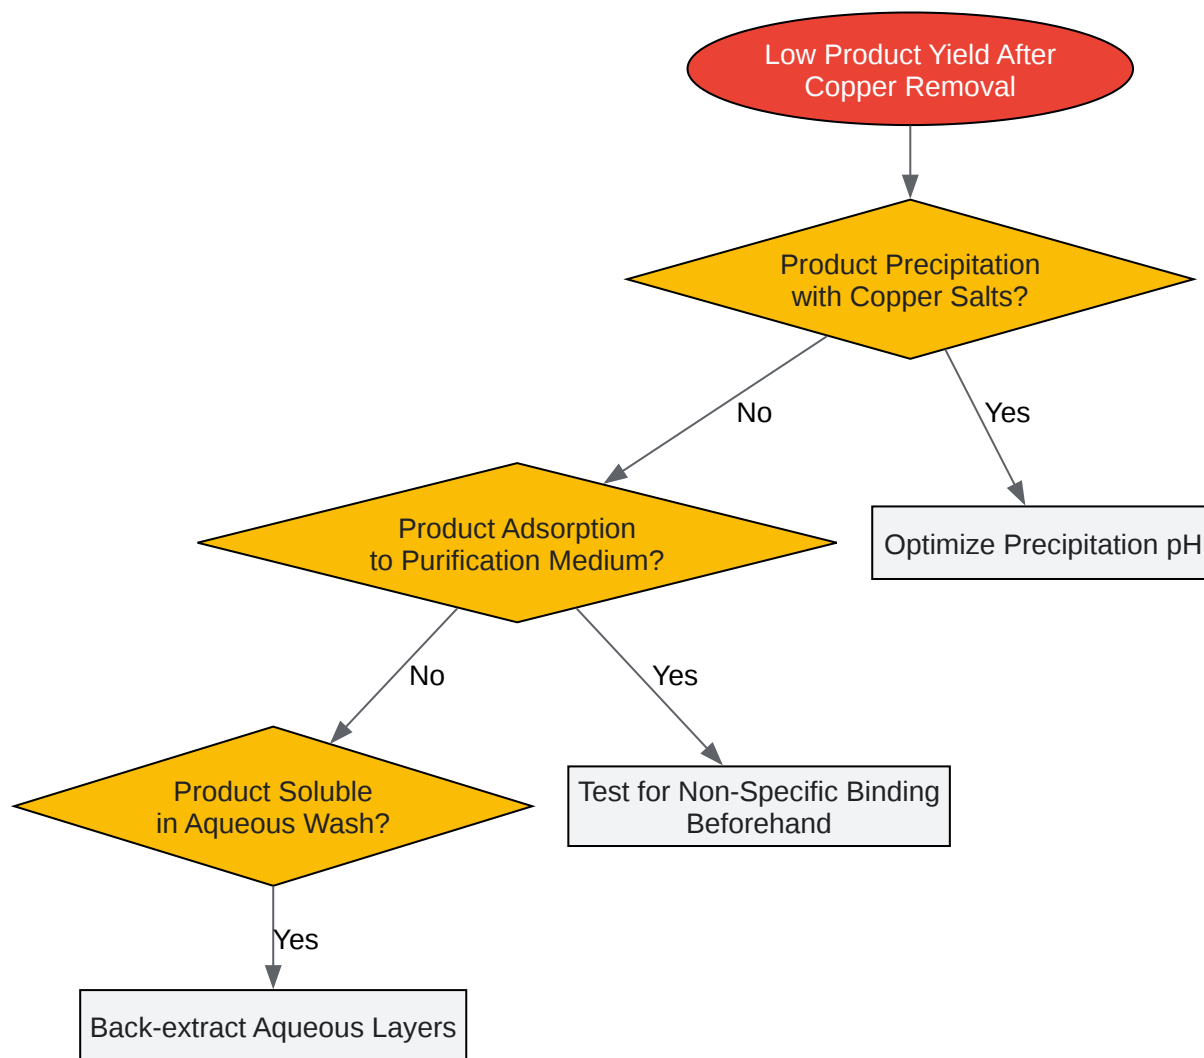 Low Product Yield After
Copper Removal
Product Precipitation
with Copper Salts?
No
Yes
Product Adsorption
to Purification Medium?
Optimize Precipitation pH
No
Yes
Product Soluble
in Aqueous Wash?
Test for Non-Specific Binding
Beforehand
Yes
Back-extract Aqueous Layers